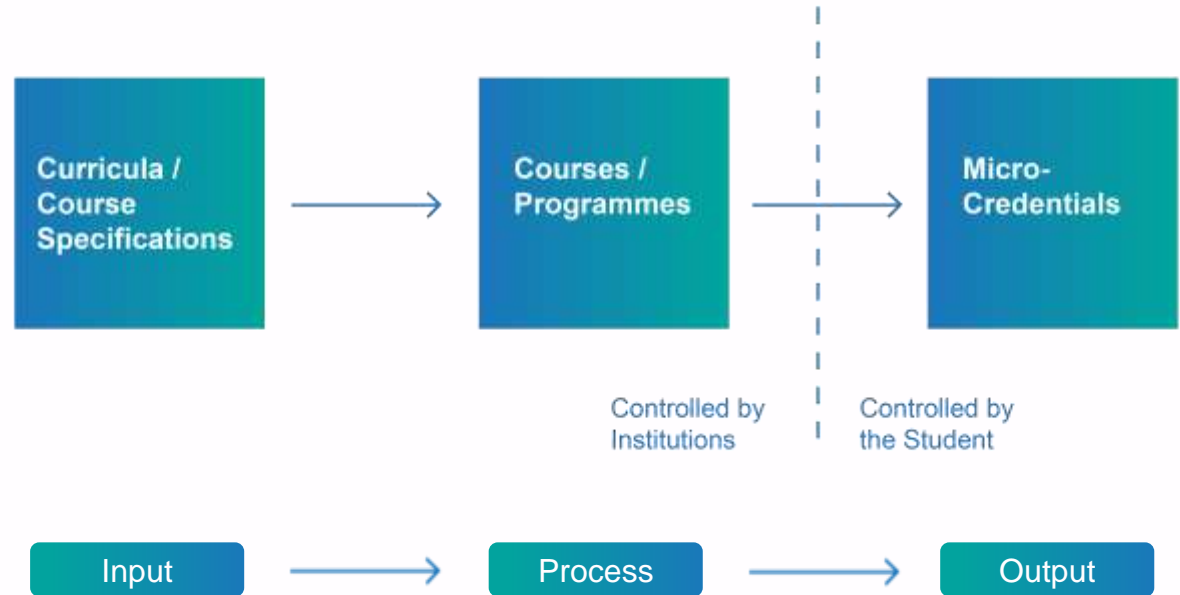 Curricula /
Course
Specifications
Courses /
Programmes
Micro-
Credentials
Controlled by
Institutions
Controlled by
the Student
Input
Process
Output